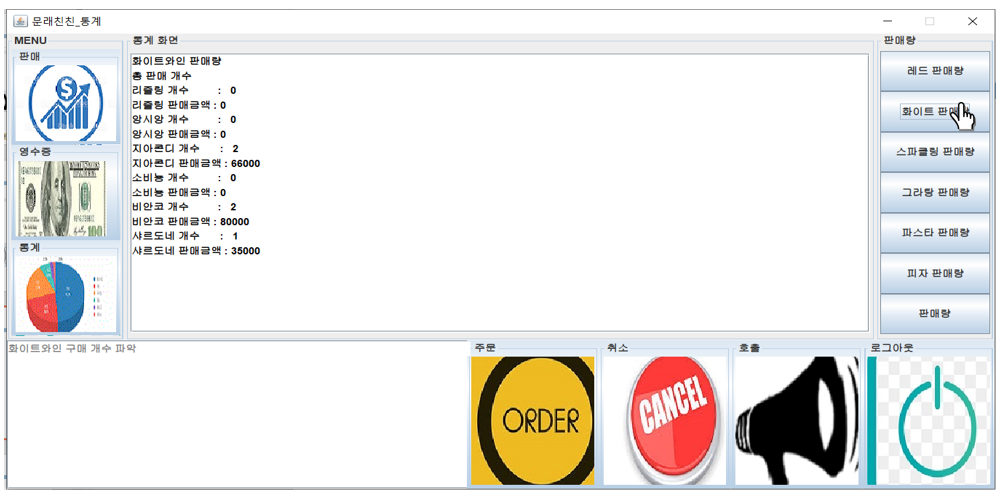 문래친친_통계
MENU
판매
영수증
통계
통계 화면
화이트와인 판매량
총 판매 개수
리즐링 개수 : 0
리즐링 판매금액 : 0
앙시앙 개수 : 0
앙시앙 판매금액 : 0
지아콘디 개수 : 2
지아콘디 판매금액 : 66000
소비뇽 개수 : 0
소비뇽 판매금액 : 0
비안코 개수 : 2
비안코 판매금액 : 80000
샤르도네 개수 : 1
샤르도네 판매금액 : 35000
판매량
레드 판매량
화이트 판매량
스파클링 판매량
그라탕 판매량
파스타 판매량
피자 판매량
판매량
화이트와인 구매 개수 파악
주문
ORDER
취소
CANCEL
호출
로그아웃